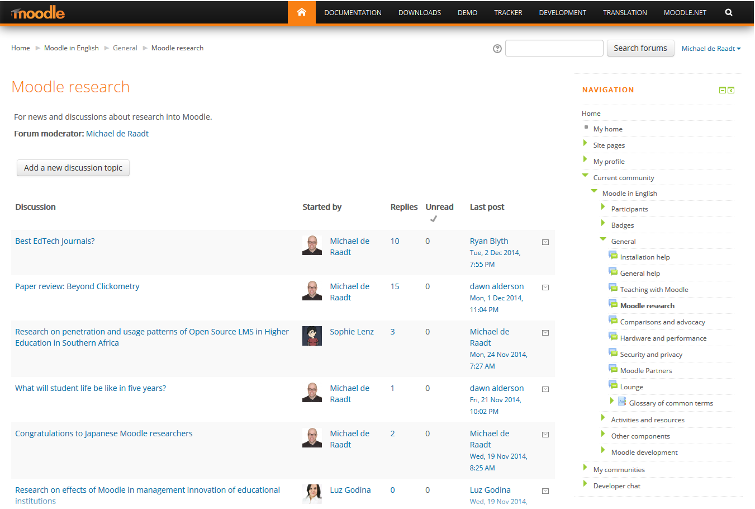 moodle
DOCUMENTATION DOWNLOADS DEMO TRACKER DEVELOPMENT TRANSLATION MOODLE.NET
Home ► Moodle in English ► General ► Moodle research
Search forums
Michael de Raadt
Moodle research
For news and discussions about research into Moodle.
Forum moderator: Michael de Raadt
Add a new discussion topic
Discussion Started by Replies Unread Last post
Best EdTech Journals? Michael de Raadt 10 0 Ryan Blyth
Tue, 2 Dec 2014,
7:55 PM
Paper review: Beyond Clickometry Michael de Raadt 15 0 dawn alderson
Mon, 1 Dec 2014,
11:04 PM
Research on penetration and usage patterns of Open Source LMS in Higher
Education in Southern Africa
Sophie Lenz 3 0 Michael de
Raadt
Mon, 24 Nov 2014,
7:27 AM
What will student life be like in five years? Michael de Raadt 1 0 dawn alderson
Fri, 21 Nov 2014,
10:02 PM
Congratulations to Japanese Moodle researchers Michael de Raadt 2 0 Michael de
Raadt
Wed, 19 Nov 2014,
8:25 AM
Research on effects of Moodle in management innovation of educational
institutions
Luz Godina 0 0 Luz Godina
Wed, 19 Nov 2014,
NAVIGATION
Home
My home
Site pages
My profile
Current community
Moodle in English
Participants
Badges
General
Installation help
General help
Teaching with Moodle
Moodle research
Comparisons and advocacy
Hardware and performance
Security and privacy
Moodle Partners
Lounge
Glossary of common terms
Activities and resources
Other components
Moodle development
My communities
Developer chat